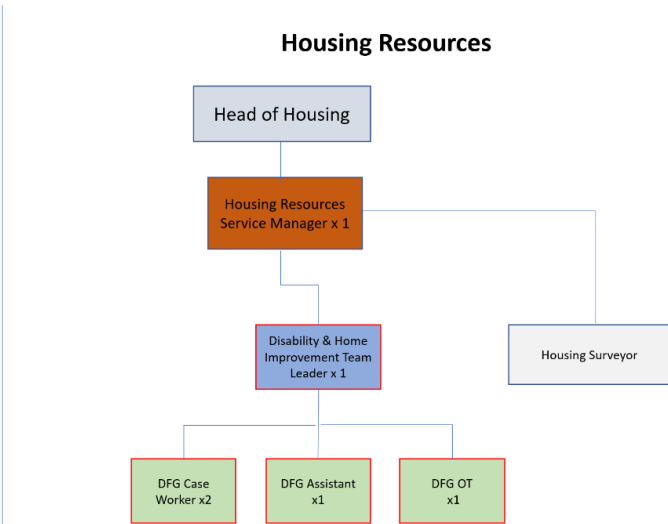 Housing Resources
Head of Housing
Housing Resources
Service Manager x 1
Disability & Home
Improvement Team
Leader x 1
Housing Surveyor
DFG Case
Worker x2
DFG Assistant
x1
DFG OT
x1